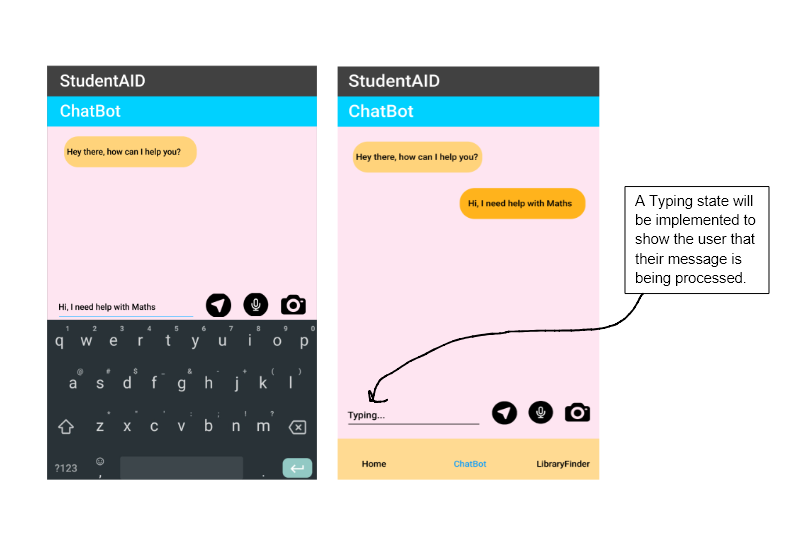 StudentAID
ChatBot
Hey there, how can I help you?
Hi, I need help with Maths
1 2 3 4 5 6 7 8 9 0
q w e r t y u i o p
@ # $ _ & - + ( )
a s d f g h j k l
* " ' : ; ! ?
z x c v b n m
?123 , .
StudentAID
ChatBot
Hey there, how can I help you?
Hi, I need help with Maths
Typing...
Home ChatBot LibraryFinder
A Typing state will
be implemented to
show the user that
their message is
being processed.